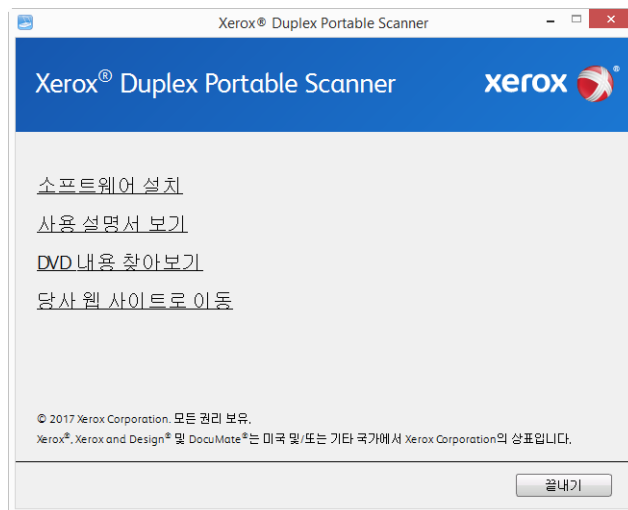 Xerox® Duplex Portable Scanner
Xerox® Duplex Portable Scanner
xerox®
소프트웨어 설치
사용 설명서 보기
DVD 내용 찾아보기
당사 웹 사이트로 이동
© 2017 Xerox Corporation. 모든 권리 보유.
Xerox®, Xerox and Design® 및 DocuMate®는 미국 및/또는 기타 국가에서 Xerox Corporation의 상표입니다.
끝내기